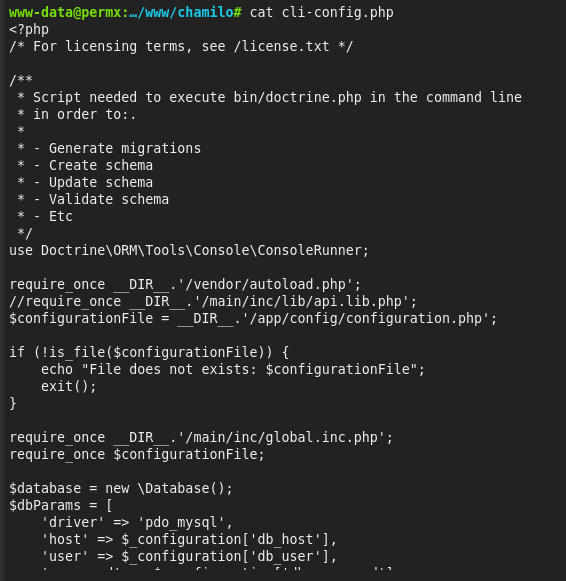 www-data@permx:…/www/chamilo# cat cli-config.php
<?php
/* For licensing terms, see /license.txt */
/**
 * Script needed to execute bin/doctrine.php in the command line
 * in order to:.
 *
 * - Generate migrations
 * - Create schema
 * - Update schema
 * - Validate schema
 * - Etc
 */
use Doctrine\ORM\Tools\Console\ConsoleRunner;
require_once __DIR__.'/vendor/autoload.php';
//require_once __DIR__.'/main/inc/lib/api.lib.php';
$configurationFile = __DIR__.'/app/config/configuration.php';
if (!is_file($configurationFile)) {
    echo "File does not exists: $configurationFile";
    exit();
}
require_once __DIR__.'/main/inc/global.inc.php';
require_once $configurationFile;
$database = new \Database();
$dbParams = [
    'driver' => 'pdo_mysql',
    'host' => $_configuration['db_host'],
    'user' => $_configuration['db_user'],